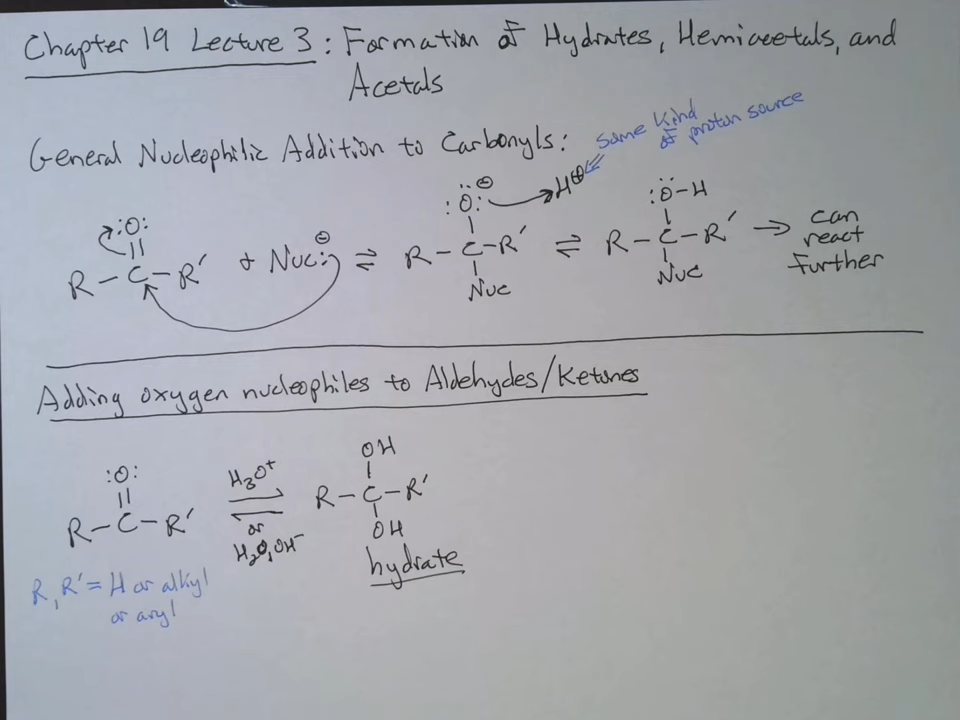 Chapter 19 Lecture 3: Formation of Hydrates, Hemiacetals, and
Acetals
General Nucleophilic Addition to Carbonyls:
some kind
of proton source
:O:
||
R-C-R′ + Nuc:⊖ ⇌
:Ö:⊖ H⊕
|
R-C-R′ ⇌
|
Nuc
:Ö-H
|
R-C-R′ →
|
Nuc
can
react
further
Adding oxygen nucleophiles to Aldehydes/Ketones
:O:
||
R-C-R′
H₃O⁺
⇌
or
H₂O, OH⁻
OH
|
R-C-R′
|
OH
hydrate
R, R′ = H or alkyl
or aryl